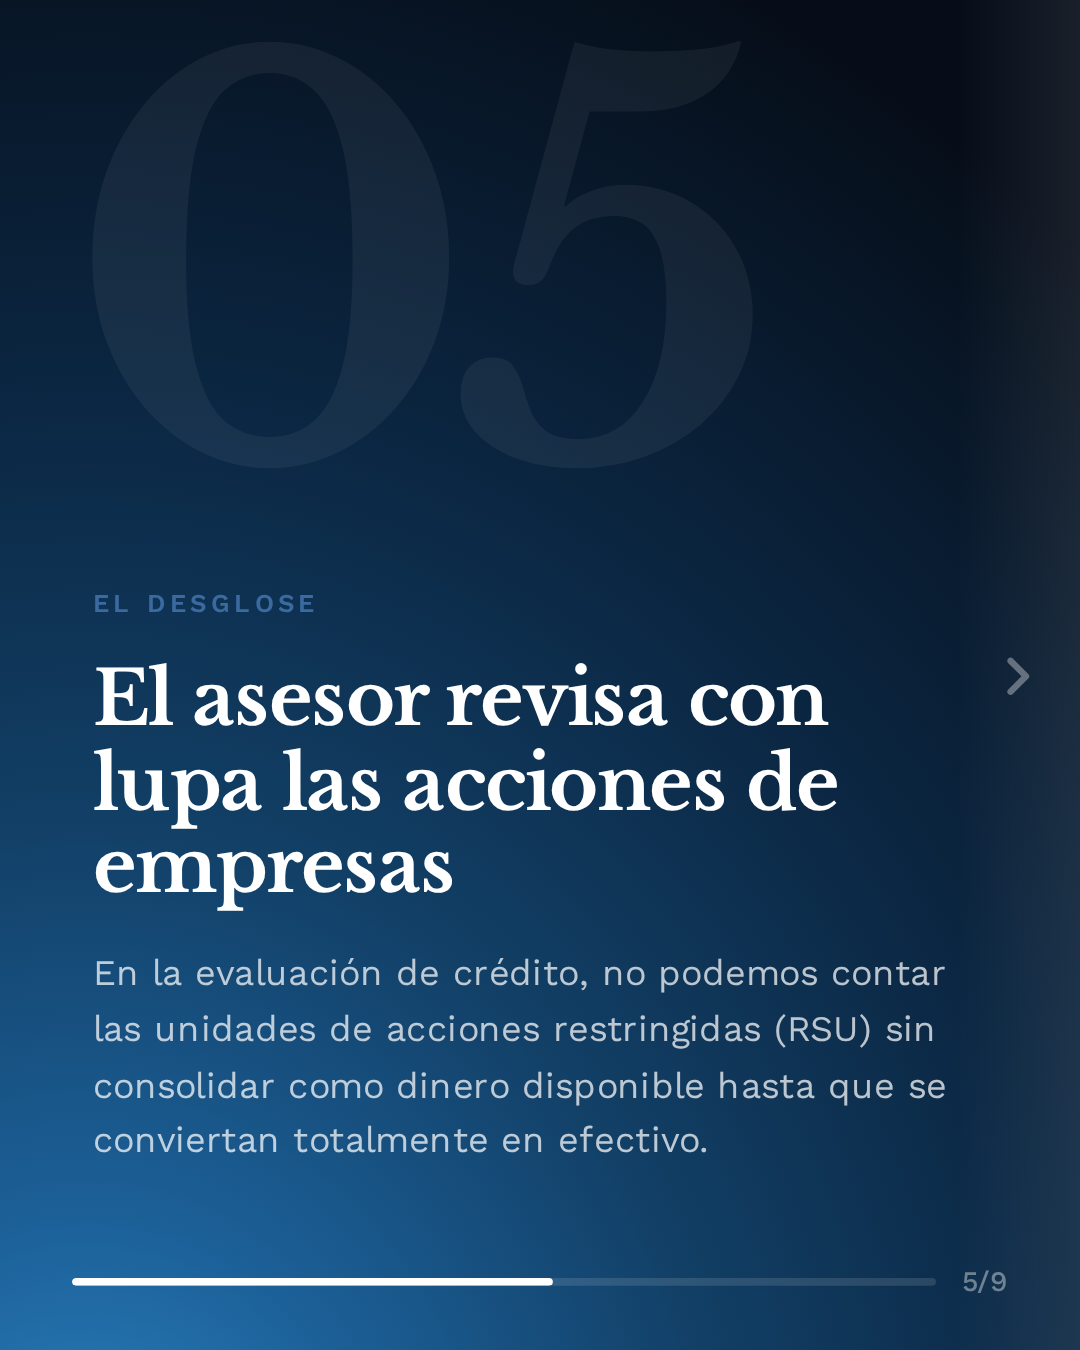 05
EL DESGLOSE
El asesor revisa con
lupa las acciones de
empresas
En la evaluación de crédito, no podemos contar
las unidades de acciones restringidas (RSU) sin
consolidar como dinero disponible hasta que se
conviertan totalmente en efectivo.
5/9